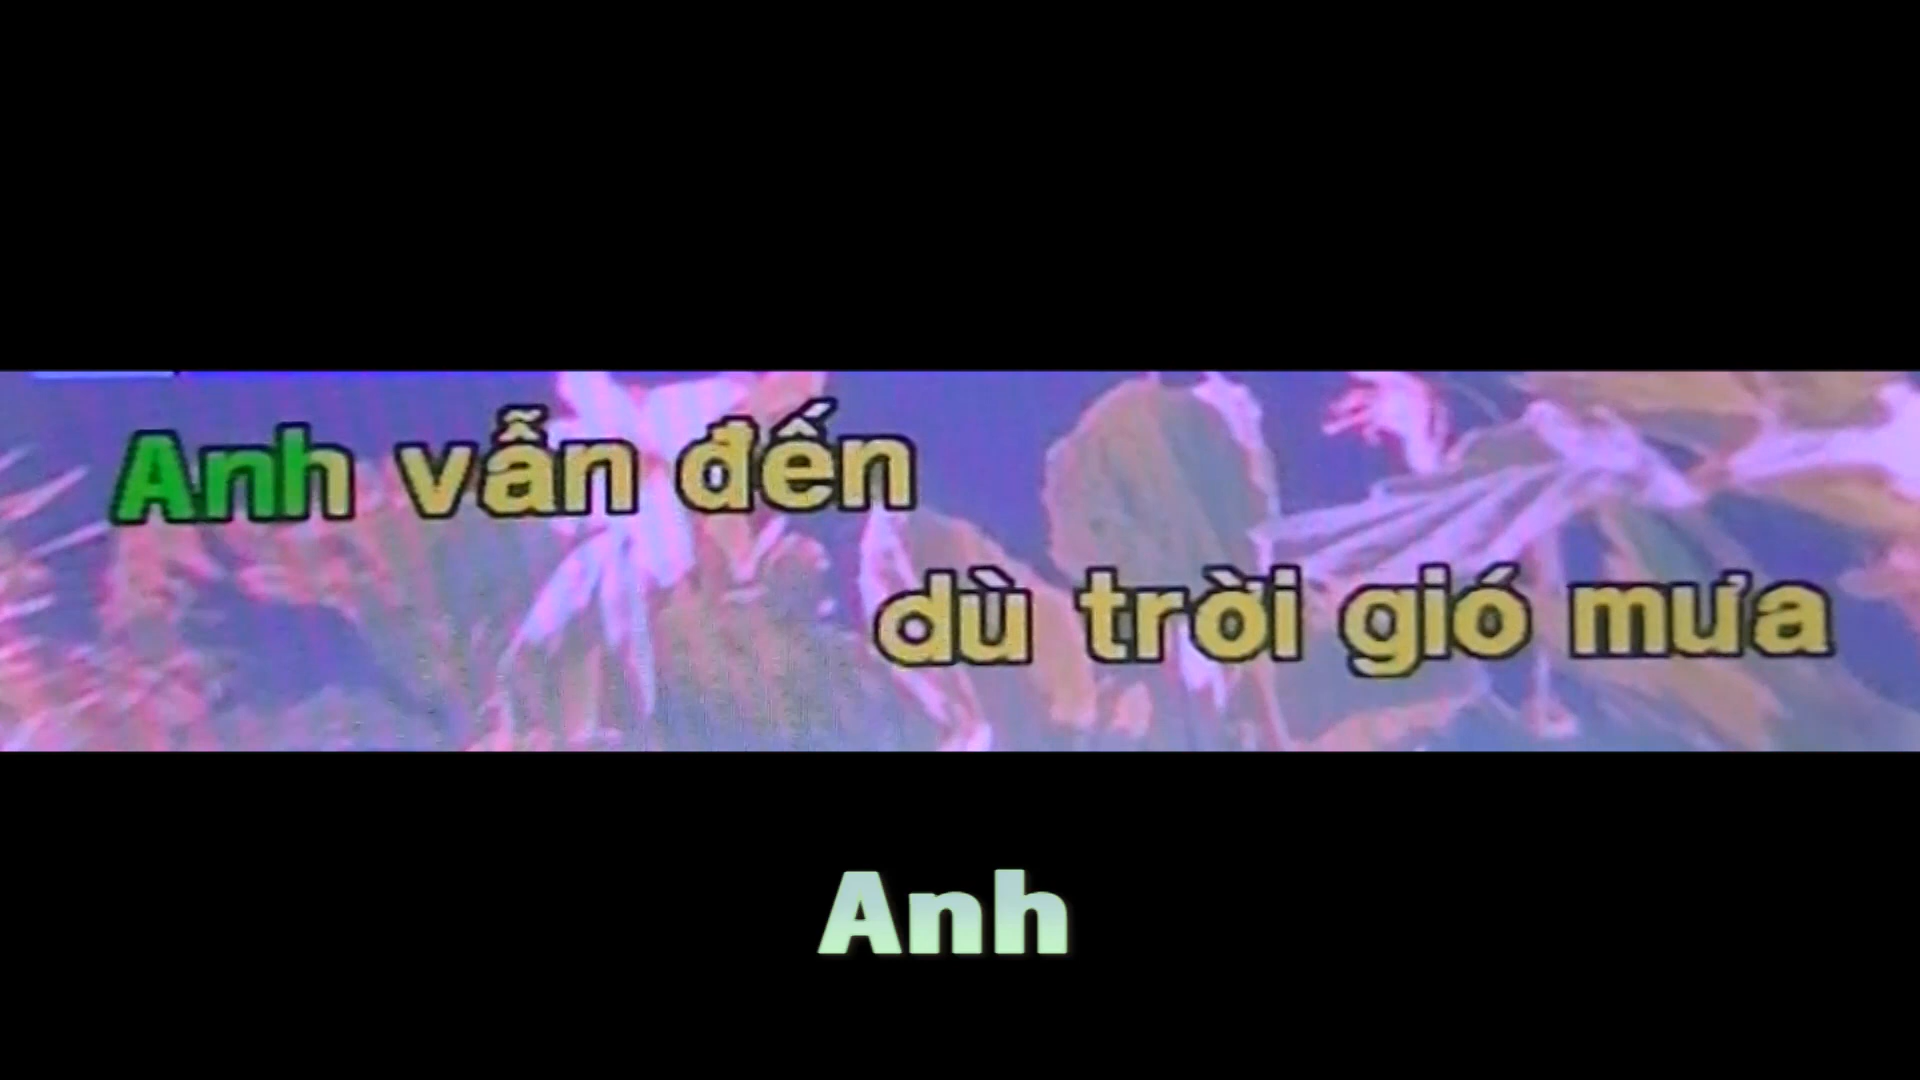 Anh vẫn đến
dù trời gió mưa
Anh